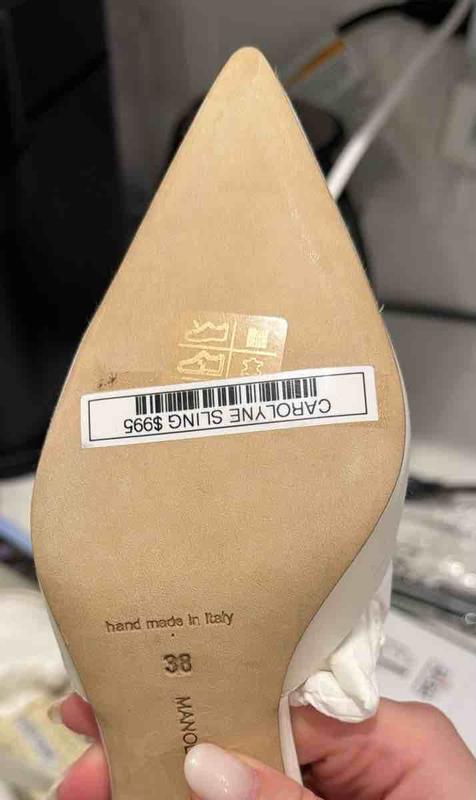 CAROLYNE SLING $995
hand made in Italy
38
MANOL